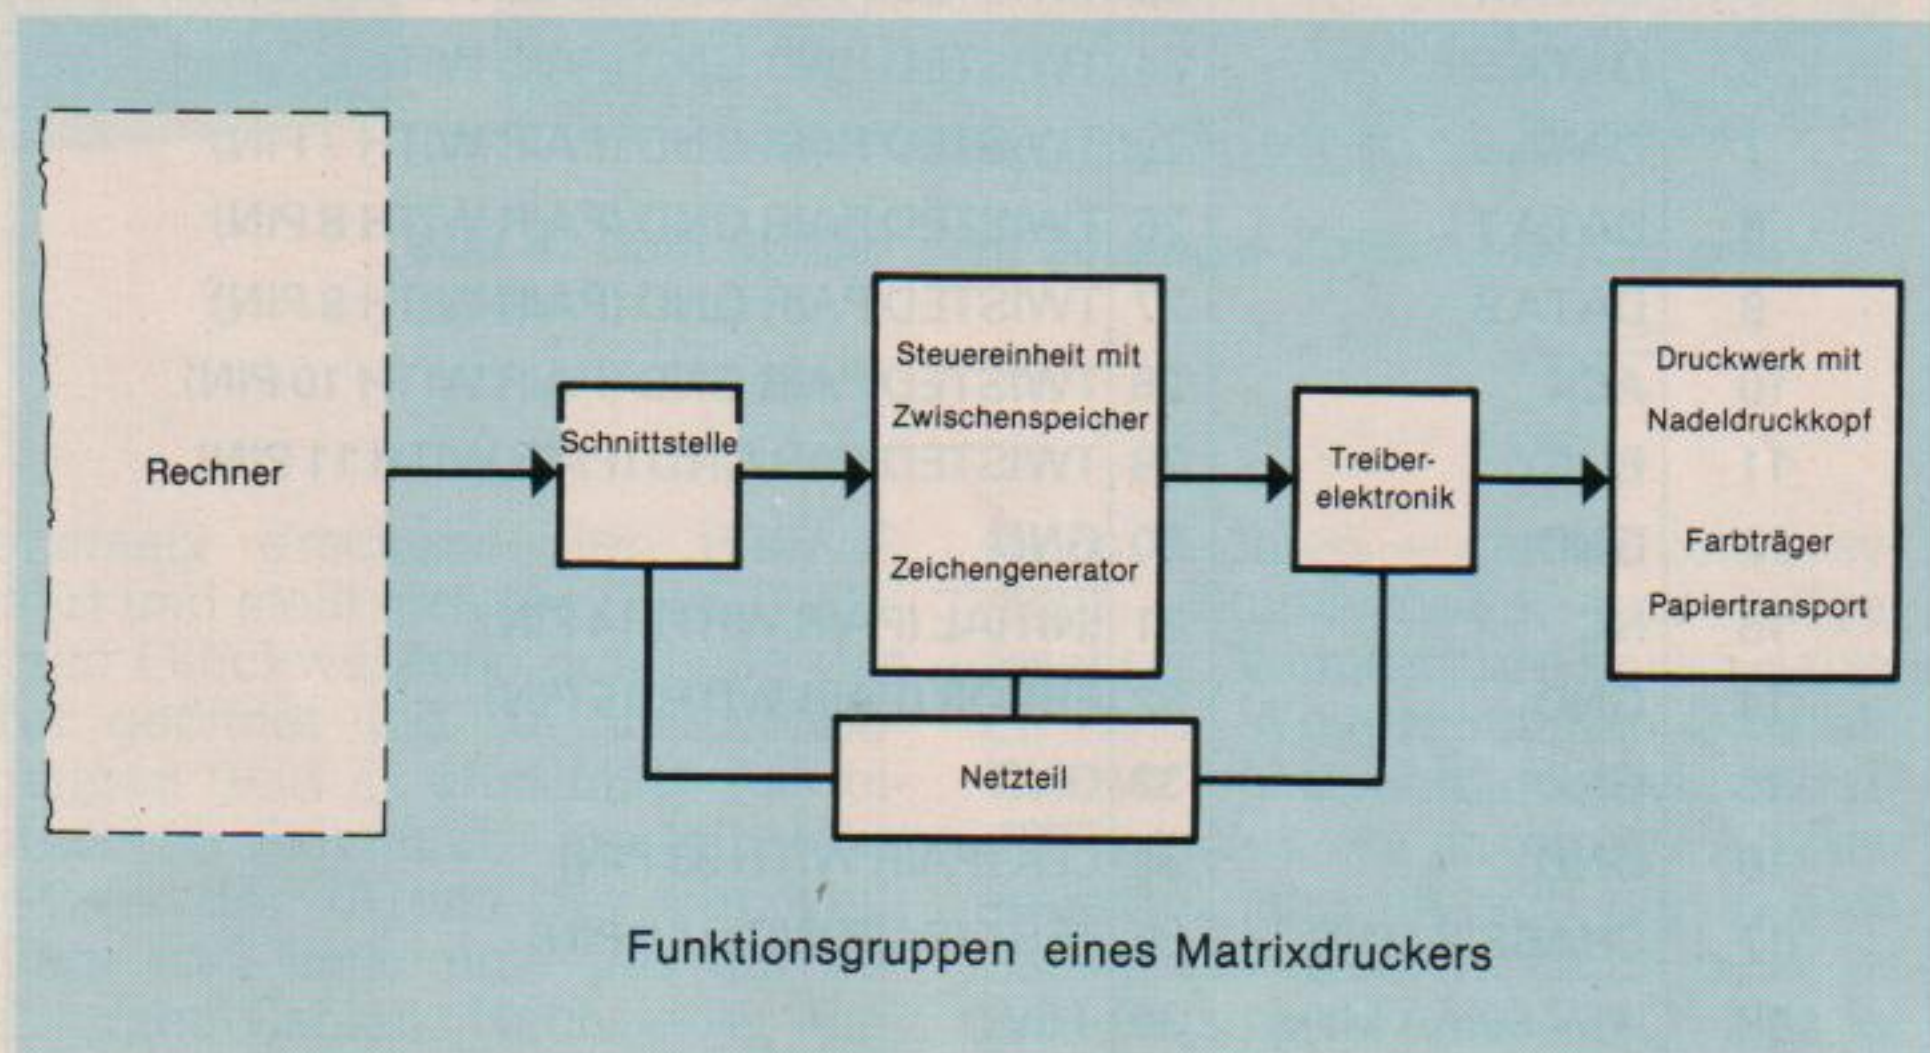 Rechner
Schnittstelle
Steuereinheit mit
Zwischenspeicher
Zeichengenerator
Treiber-
elektronik
Druckwerk mit
Nadeldruckkopf
Farbträger
Papiertransport
Netzteil
Funktionsgruppen eines Matrixdruckers